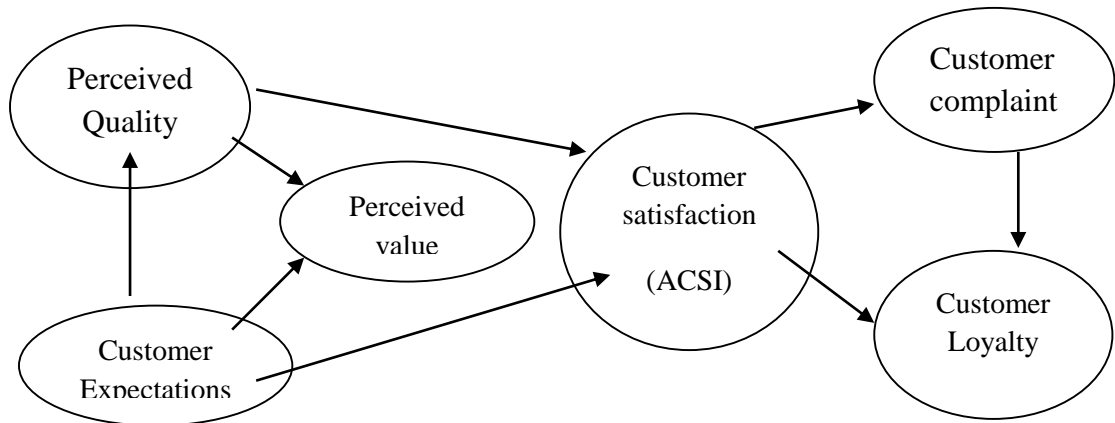 Perceived
Quality
Perceived
value
Customer
Expectations
Customer
satisfaction
(ACSI)
Customer
complaint
Customer
Loyalty